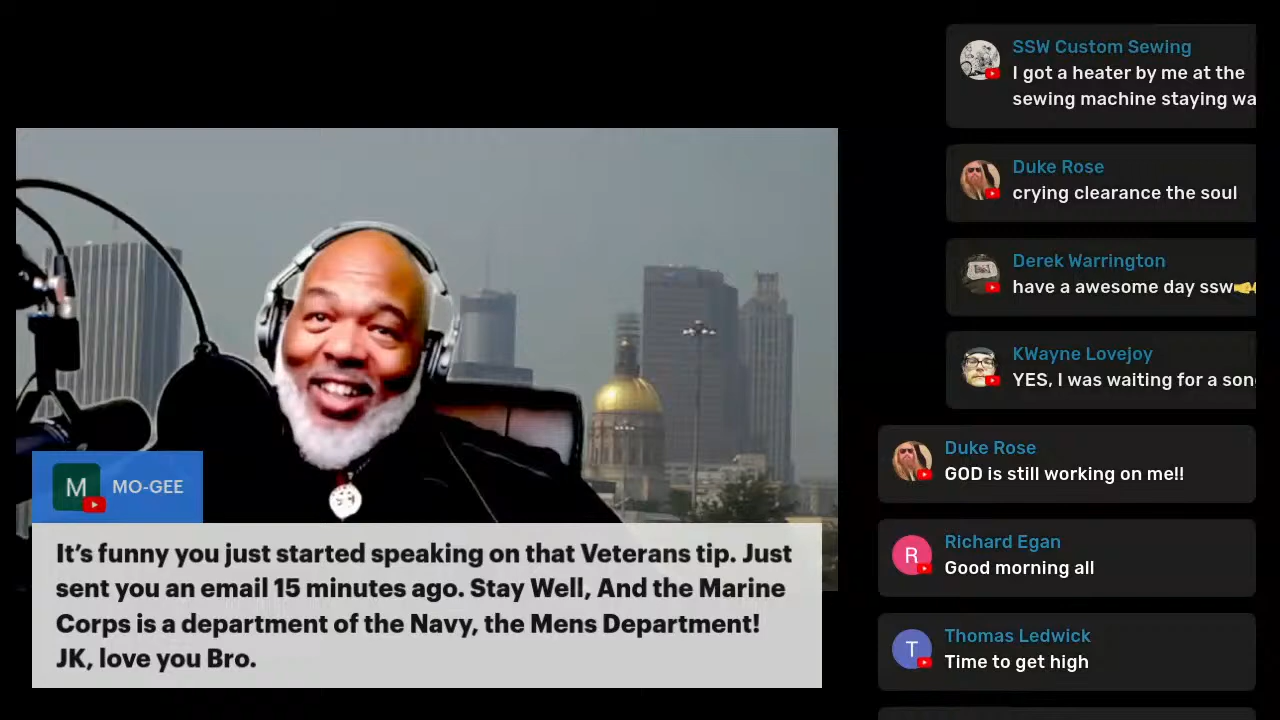 SSW Custom Sewing
I got a heater by me at the
sewing machine staying wa
Duke Rose
crying clearance the soul
Derek Warrington
have a awesome day ssw
KWayne Lovejoy
YES, I was waiting for a son
Duke Rose
GOD is still working on me!!
R
Richard Egan
Good morning all
T
Thomas Ledwick
Time to get high
M
MO-GEE
It's funny you just started speaking on that Veterans tip. Just
sent you an email 15 minutes ago. Stay Well, And the Marine
Corps is a department of the Navy, the Mens Department!
JK, love you Bro.